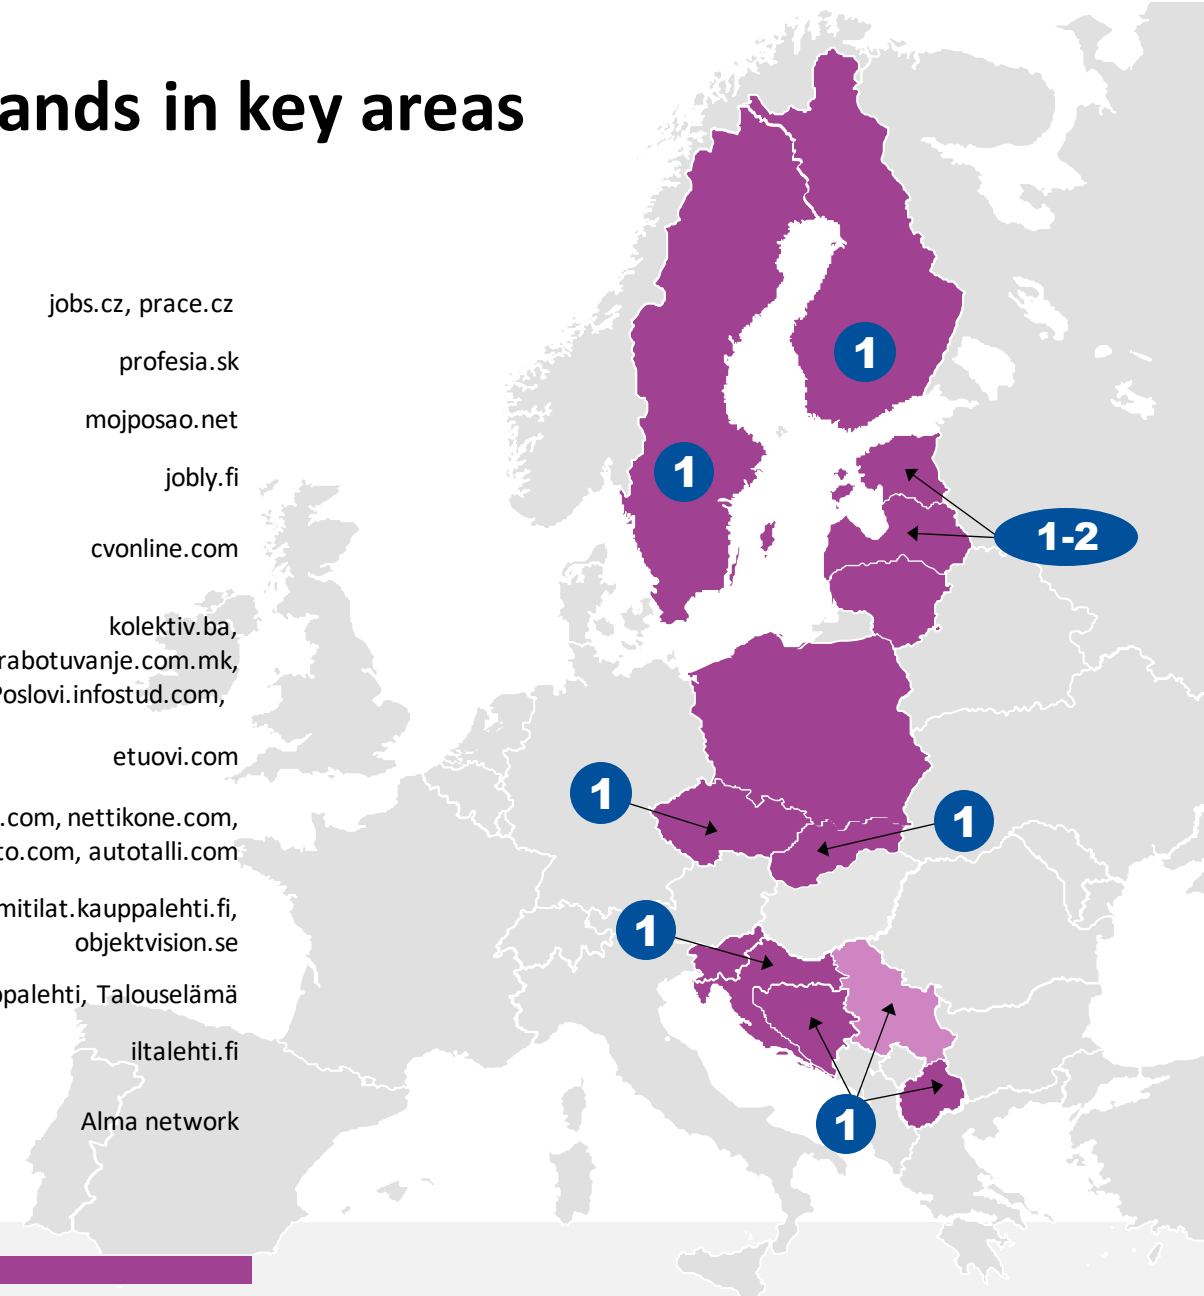 ands in key areas
jobs.cz, prace.cz
profesia.sk
mojposao.net
jobly.fi
cvonline.com
kolektiv.ba,
rabotuvanje.com.mk,
Poslovi.infostud.com,
etuovi.com
.com, nettikone.com,
to.com, autotalli.com
mitilat.kauppalehti.fi,
objektvision.se
ppalehti, Talouselämä
iltalehti.fi
Alma network
1
1
1-2
1
1
1
1